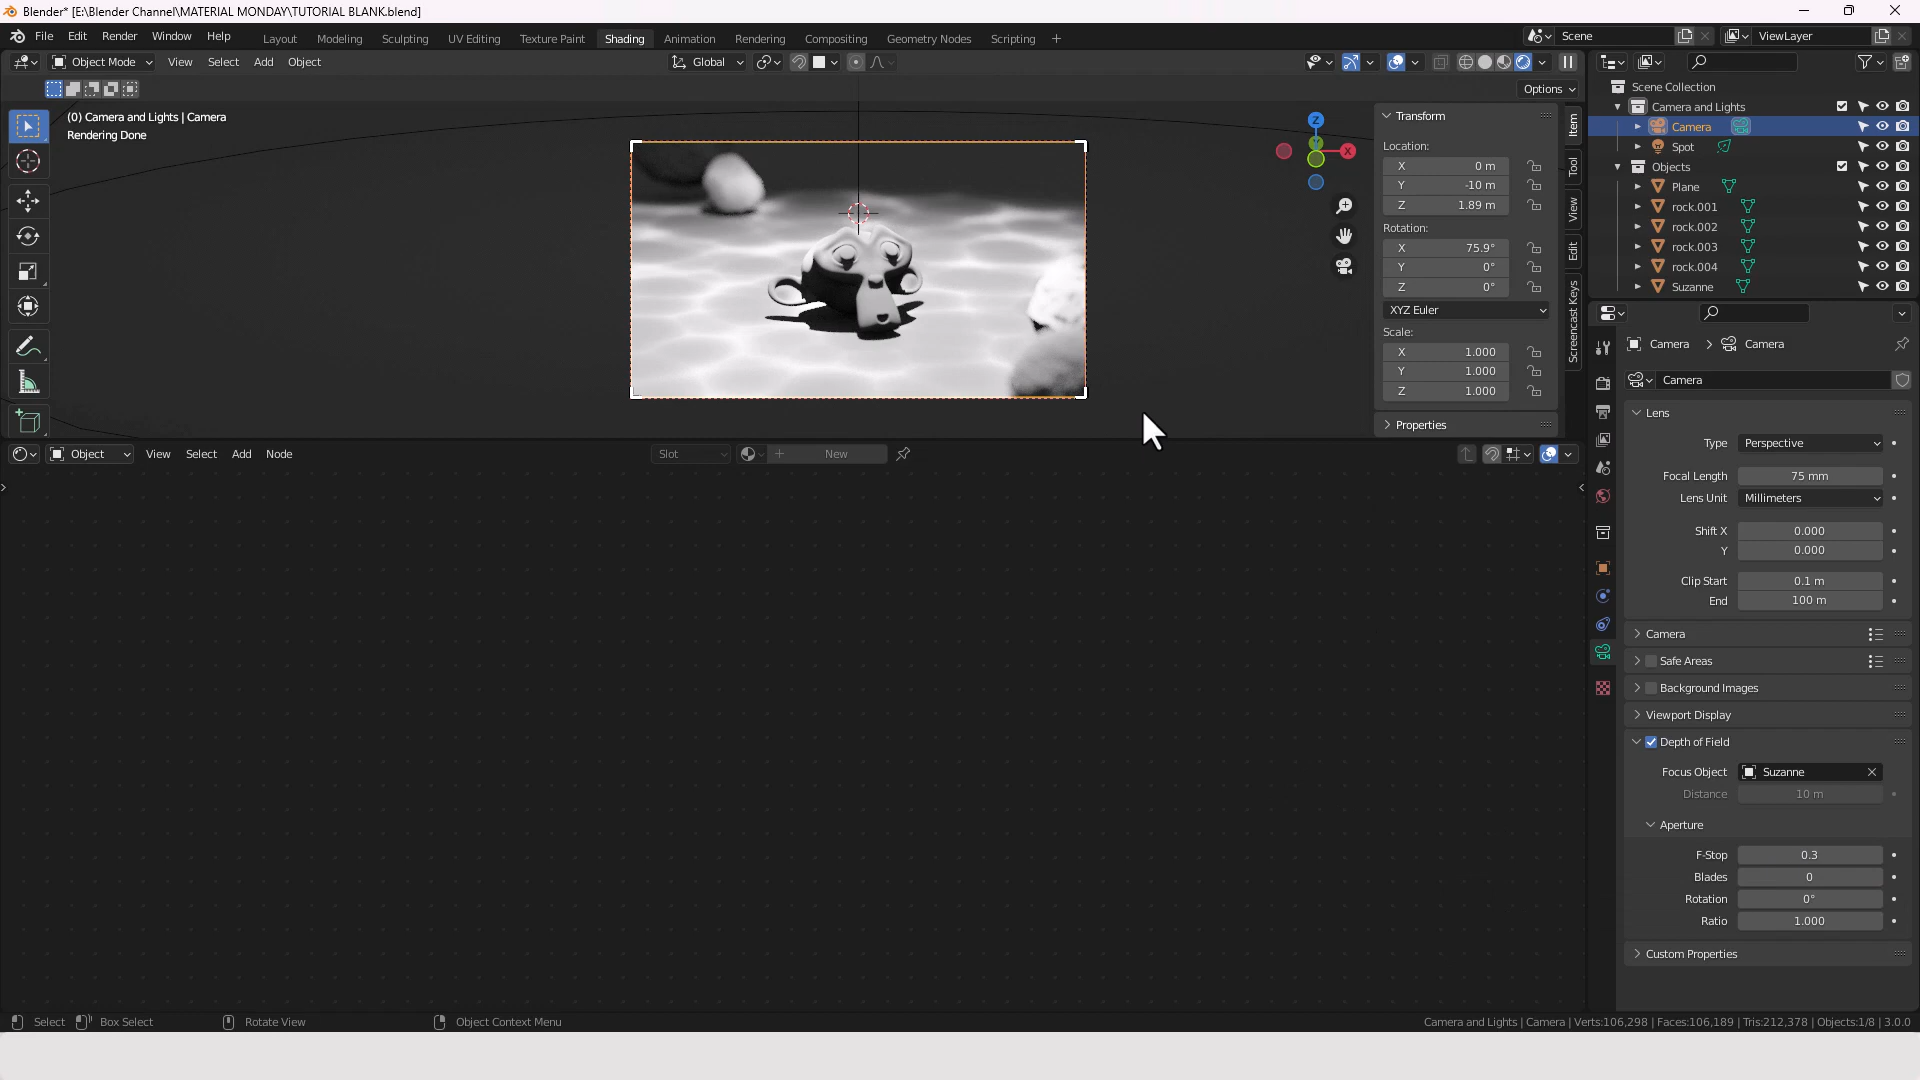 Blender* [E:\Blender Channel\MATERIAL MONDAY\TUTORIAL BLANK.blend]
File Edit Render Window Help Layout Modeling Sculpting UV Editing Texture Paint Shading Animation Rendering Compositing Geometry Nodes Scripting + Scene ViewLayer
Object Mode View Select Add Object Global
Options
(0) Camera and Lights | Camera
Rendering Done
Z
X
Transform
Location:
X 0 m
Y -10 m
Z 1.89 m
Rotation:
X 75.9°
Y 0°
Z 0°
XYZ Euler
Scale:
X 1.000
Y 1.000
Z 1.000
Properties
Item
Tool
View
Edit
Screencast Keys
Scene Collection
Camera and Lights
Camera
Spot
Objects
Plane
rock.001
rock.002
rock.003
rock.004
Suzanne
Object View Select Add Node Slot New
Camera Camera
Camera
Lens
Type Perspective
Focal Length 75 mm
Lens Unit Millimeters
Shift X 0.000
Y 0.000
Clip Start 0.1 m
End 100 m
Camera
Safe Areas
Background Images
Viewport Display
Depth of Field
Focus Object Suzanne
Distance 10 m
Aperture
F-Stop 0.3
Blades 0
Rotation 0°
Ratio 1.000
Custom Properties
Select Box Select Rotate View Object Context Menu
Camera and Lights | Camera | Verts:106,298 | Faces:106,189 | Tris:212,378 | Objects:1/8 | 3.0.0